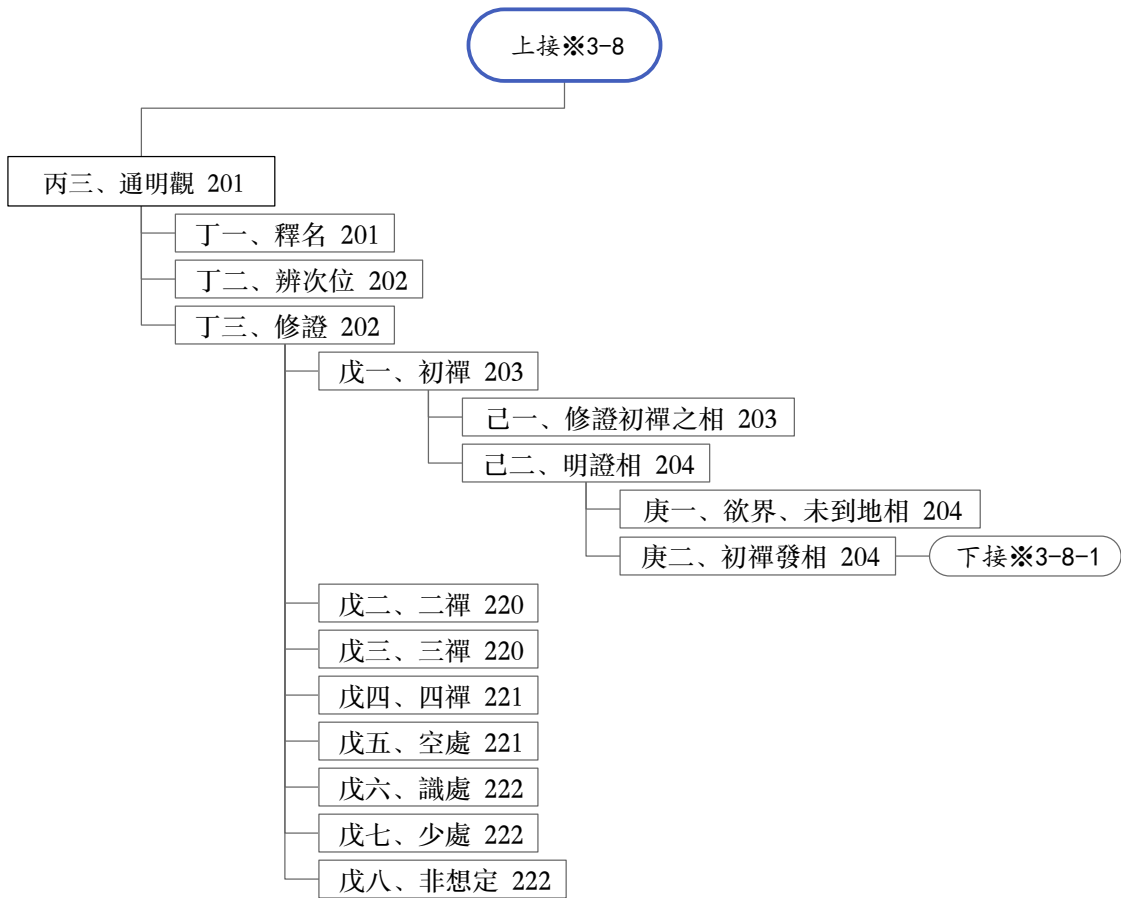 上接※3-8
丙三、通明觀 201
丁一、釋名 201
丁二、辨次位 202
丁三、修證 202
戊一、初禪 203
己一、修證初禪之相 203
己二、明證相 204
庚一、欲界、未到地相 204
庚二、初禪發相 204
下接※3-8-1
戊二、二禪 220
戊三、三禪 220
戊四、四禪 221
戊五、空處 221
戊六、識處 222
戊七、少處 222
戊八、非想定 222